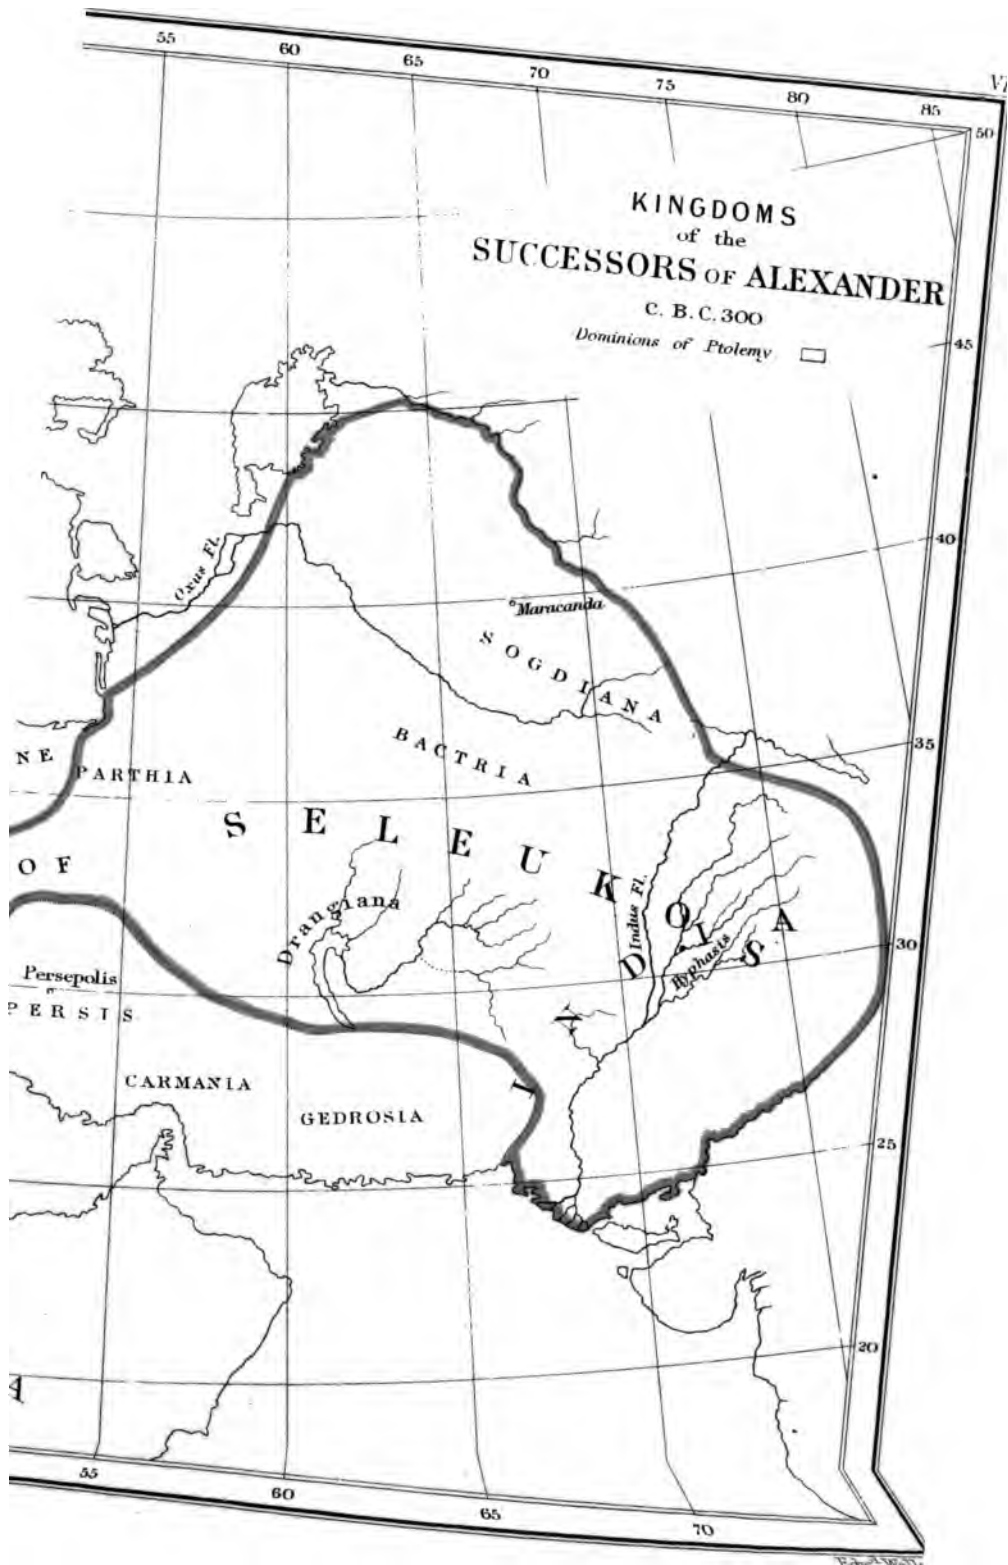 55 60 65 70 75 80 85
50
KINGDOMS
of the
SUCCESSORS OF ALEXANDER
C. B.C. 300
Dominions of Ptolemy
45
40
Oxus Fl.
Maracanda
SOGDIANA
35
BACTRIA
NE
PARTHIA
SELEUKOS
OF
Drangiana
Indus Fl.
Hyphasis
INDIA
30
Persepolis
PERSIS
CARMANIA
GEDROSIA
25
20
A
55 60 65 70